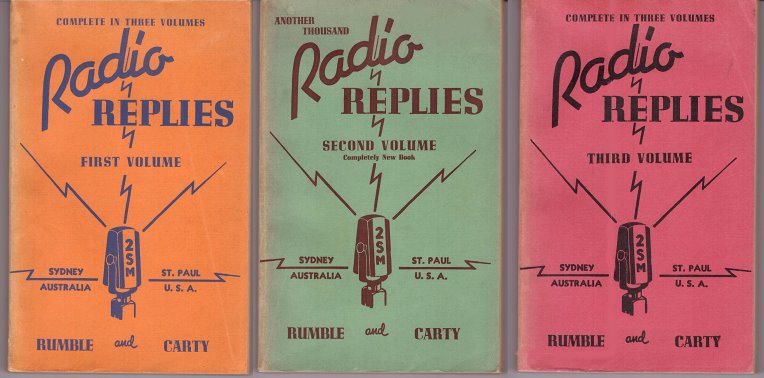 COMPLETE IN THREE VOLUMES
Radio
REPLIES
FIRST VOLUME
2SM
SYDNEY
AUSTRALIA
ST. PAUL
U. S. A.
RUMBLE and CARTY
ANOTHER
THOUSAND
Radio
REPLIES
SECOND VOLUME
Completely New Book
2SM
SYDNEY
AUSTRALIA
ST. PAUL
U. S. A.
RUMBLE and CARTY
COMPLETE IN THREE VOLUMES
Radio
REPLIES
THIRD VOLUME
2SM
SYDNEY
AUSTRALIA
ST. PAUL
U. S. A.
RUMBLE and CARTY